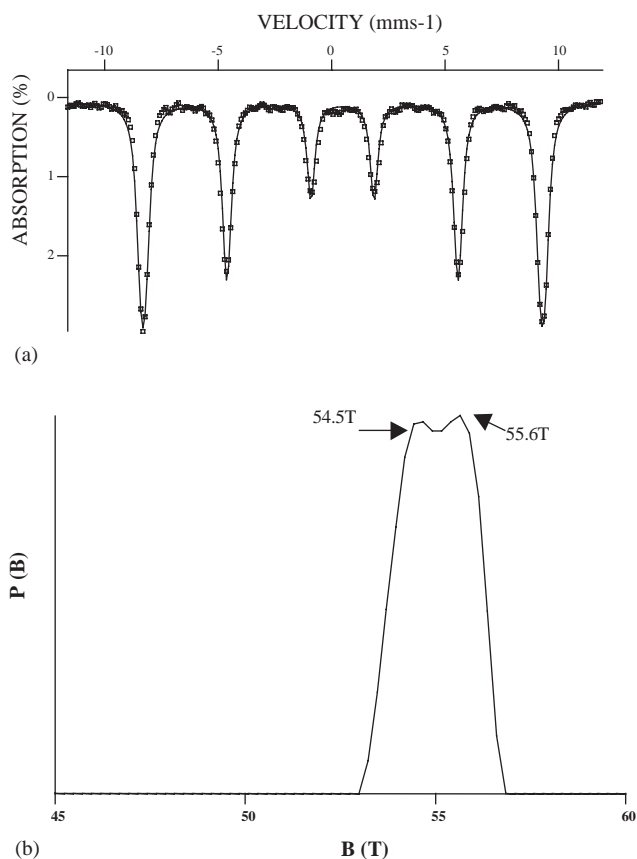 VELOCITY (mms-1)
-10 -5 0 5 10
ABSORPTION (%)
0
1
2
(a)
54.5T
55.6T
P (B)
45 50 55 60
(b) B (T)